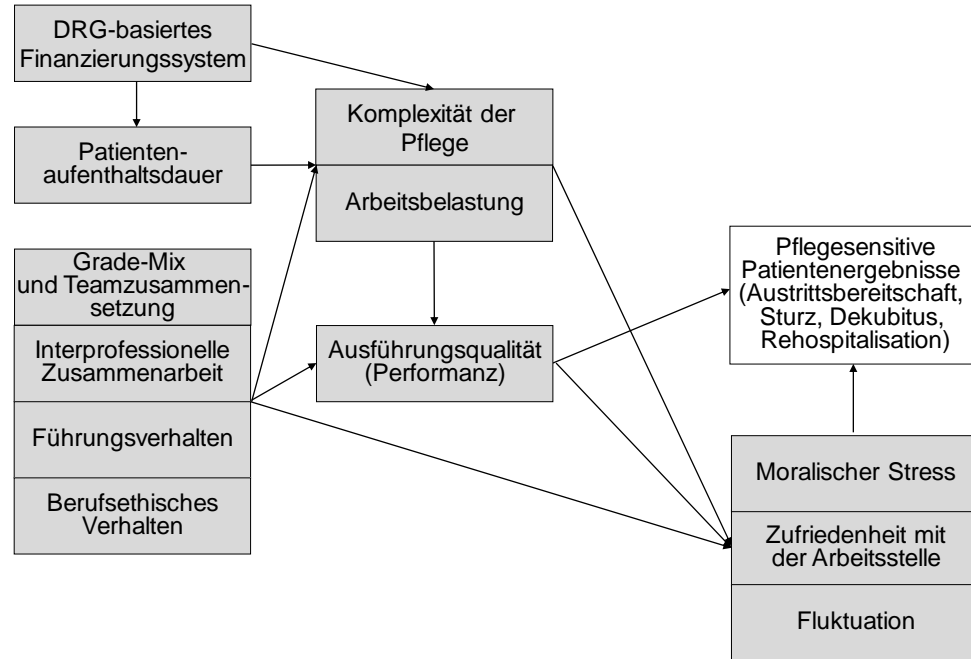 DRG-basiertes
Finanzierungssystem
Patienten-
aufenthaltsdauer
Komplexität der
Pflege
Arbeitsbelastung
Grade-Mix
und Teamzusammen-
setzung
Interprofessionelle
Zusammenarbeit
Führungsverhalten
Berufsethisches
Verhalten
Ausführungsqualität
(Performanz)
Pflegesensitive
Patientenergebnisse
(Austrittsbereitschaft,
Sturz, Dekubitus,
Rehospitalisation)
Moralischer Stress
Zufriedenheit mit
der Arbeitsstelle
Fluktuation